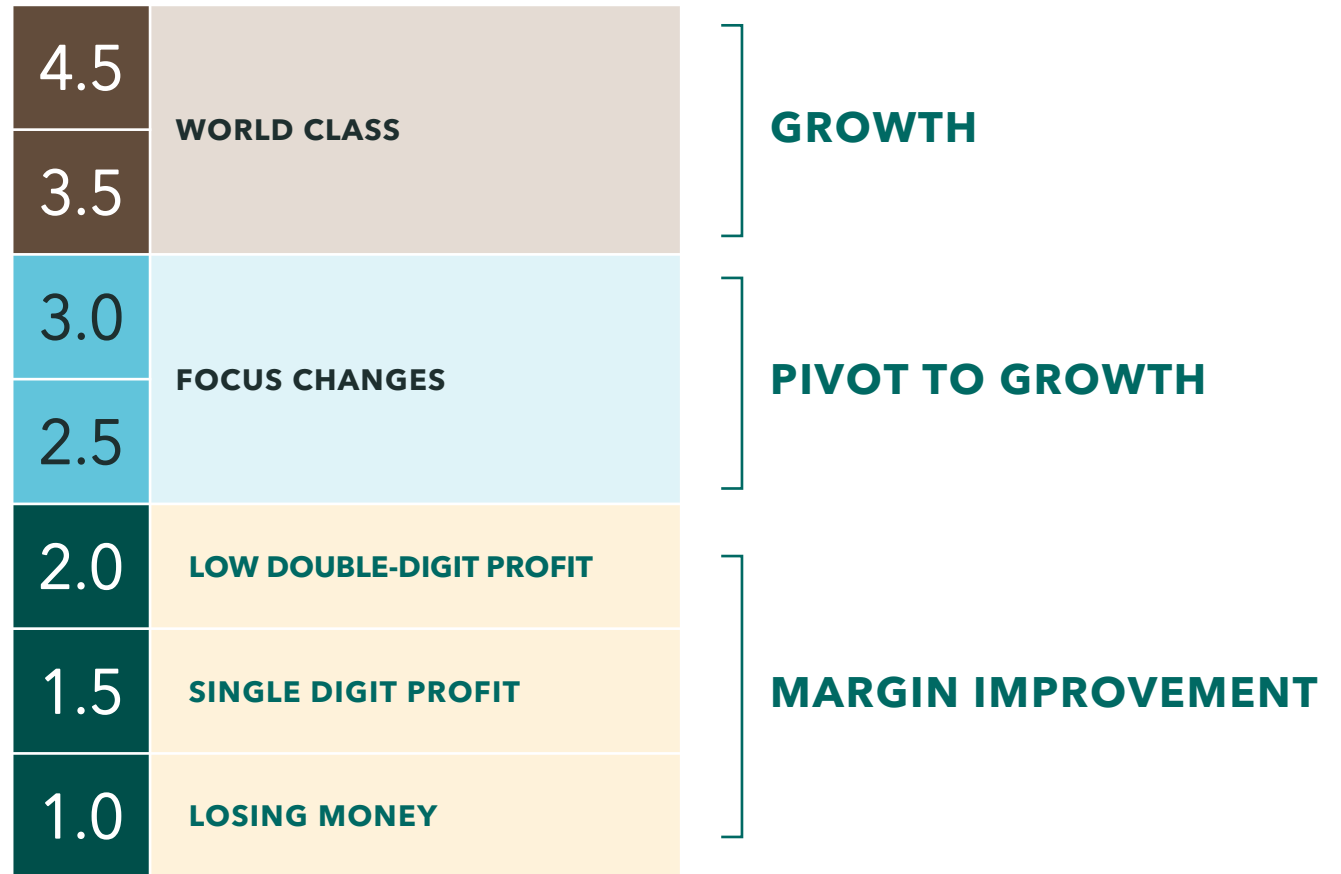 4.5
WORLD CLASS
GROWTH
3.5
3.0
FOCUS CHANGES
PIVOT TO GROWTH
2.5
2.0
LOW DOUBLE-DIGIT PROFIT
1.5
SINGLE DIGIT PROFIT
MARGIN IMPROVEMENT
1.0
LOSING MONEY